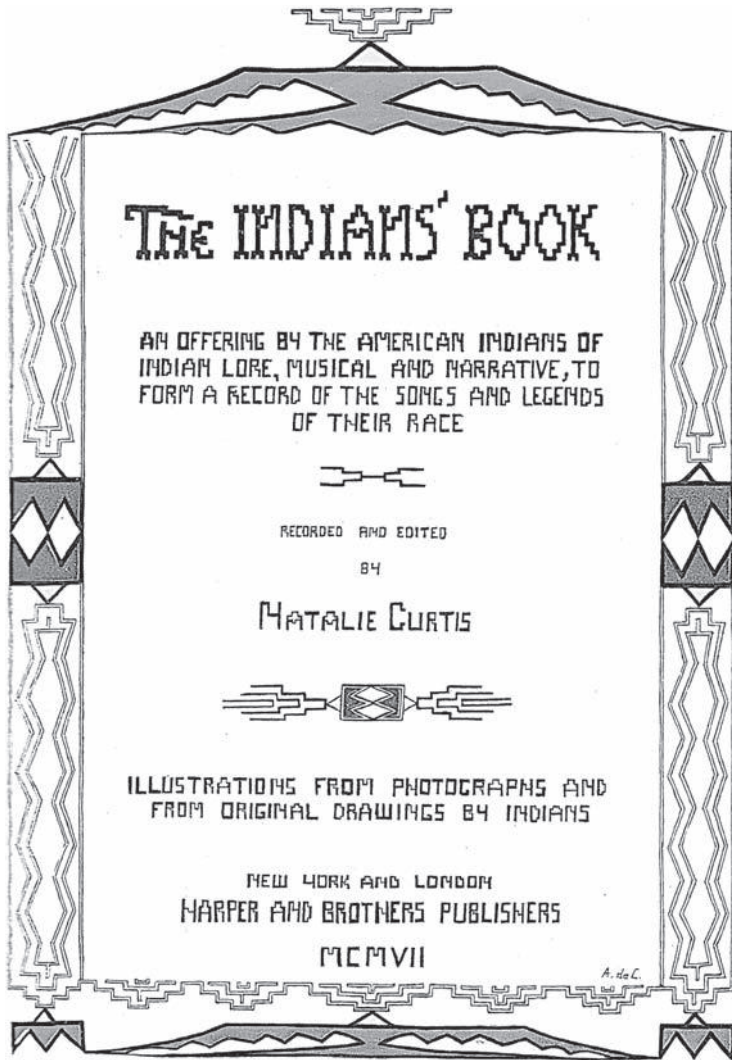 The INDIANS' BOOK
AN OFFERING BY THE AMERICAN INDIANS OF
INDIAN LORE, MUSICAL AND NARRATIVE, TO
FORM A RECORD OF THE SONGS AND LEGENDS
OF THEIR RACE
RECORDED AND EDITED
BY
NATALIE CURTIS
ILLUSTRATIONS FROM PHOTOGRAPHS AND
FROM ORIGINAL DRAWINGS BY INDIANS
NEW YORK AND LONDON
HARPER AND BROTHERS PUBLISHERS
MCMVII
A. de C.